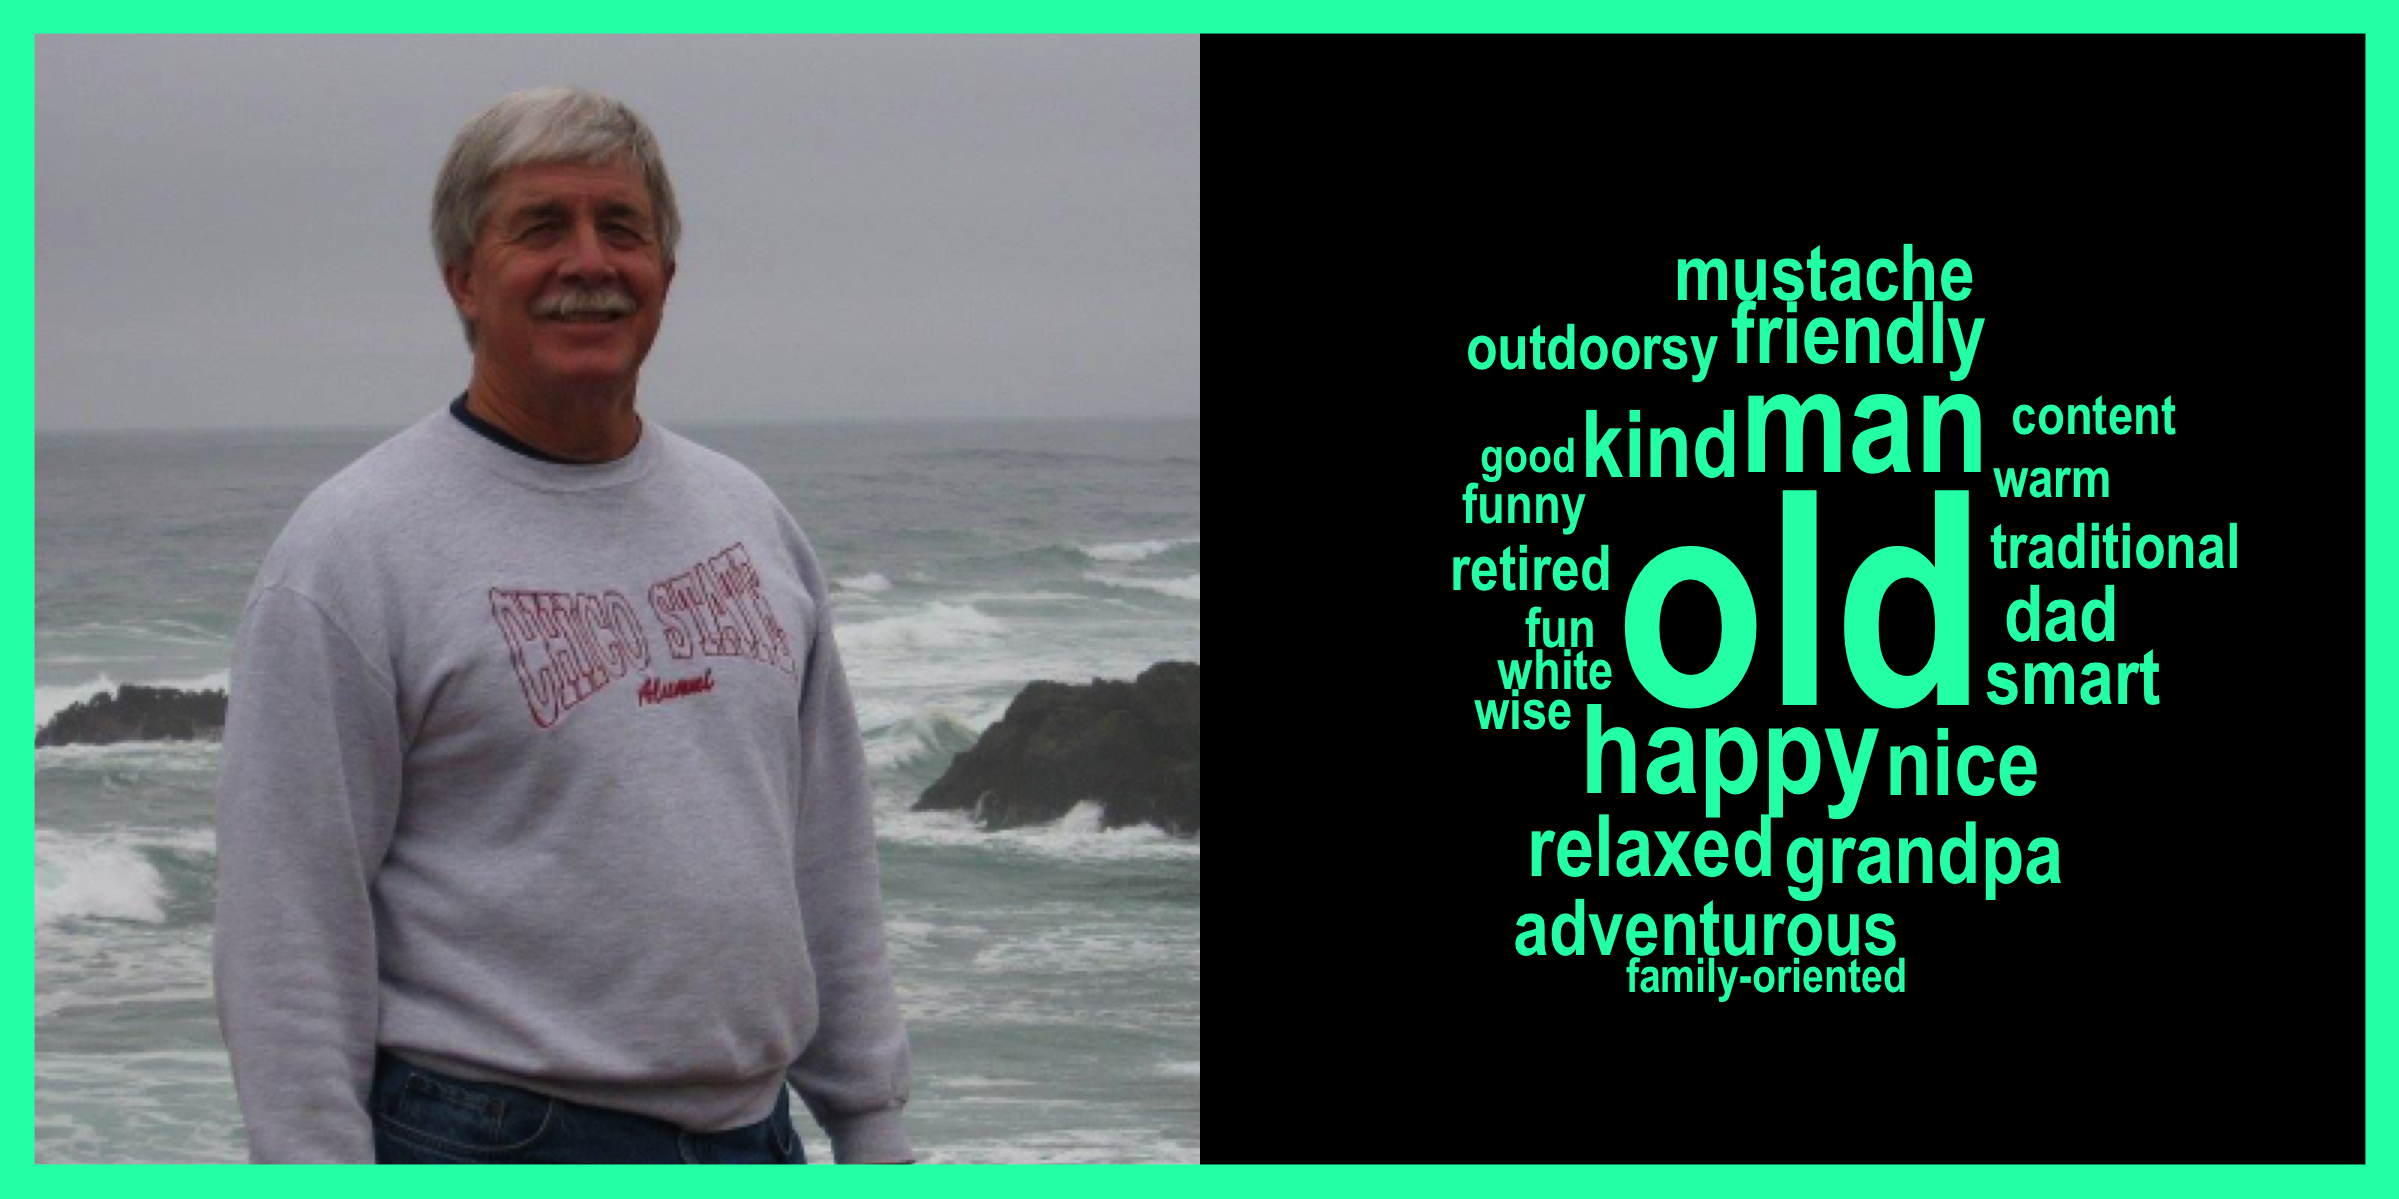 CHICO STATE
Alumni
mustache
outdoorsy friendly
kind man content
good warm
funny
retired old traditional
fun dad
white smart
wise
happy nice
relaxed grandpa
adventurous
family-oriented